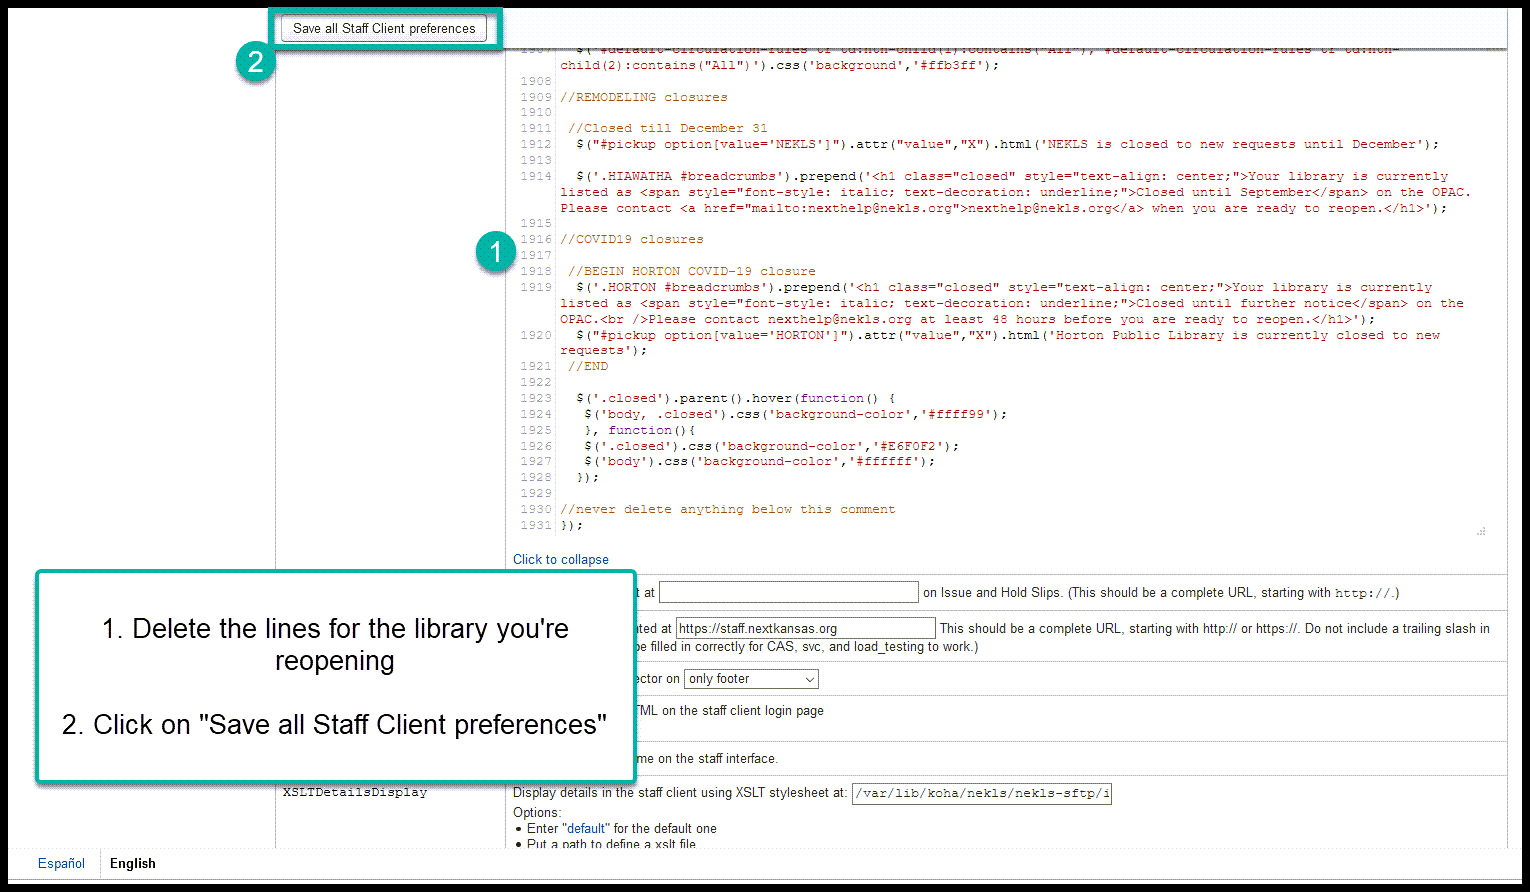 Save all Staff Client preferences
2
1907 $('#default-circulation-rules tr td:nth-child(1):contains("All"), #default-circulation-rules tr td:nth-
child(2):contains("All")').css('background','#ffb3ff');
1908
1909 //REMODELING closures
1910
1911 //Closed till December 31
1912 $("#pickup option[value='NEKLS']").attr("value","X").html('NEKLS is closed to new requests until December');
1913
1914 $('.HIAWATHA #breadcrumbs').prepend('<h1 class="closed" style="text-align: center;">Your library is currently
listed as <span style="font-style: italic; text-decoration: underline;">Closed until September</span> on the OPAC.
Please contact <a href="mailto:nexthelp@nekls.org">nexthelp@nekls.org</a> when you are ready to reopen.</h1>');
1915
1916 //COVID19 closures
1
1917
1918 //BEGIN HORTON COVID-19 closure
1919 $('.HORTON #breadcrumbs').prepend('<h1 class="closed" style="text-align: center;">Your library is currently
listed as <span style="font-style: italic; text-decoration: underline;">Closed until further notice</span> on the
OPAC.<br />Please contact nexthelp@nekls.org at least 48 hours before you are ready to reopen.</h1>');
1920 $("#pickup option[value='HORTON']").attr("value","X").html('Horton Public Library is currently closed to new
requests');
1921 //END
1922
1923 $('.closed').parent().hover(function() {
1924 $('body, .closed').css('background-color','#ffff99');
1925 }, function(){
1926 $('.closed').css('background-color','#E6F0F2');
1927 $('body').css('background-color','#ffffff');
1928 });
1929
1930 //never delete anything below this comment
1931 });
Click to collapse
t at on Issue and Hold Slips. (This should be a complete URL, starting with http://.)
ated at https://staff.nextkansas.org This should be a complete URL, starting with http:// or https://. Do not include a trailing slash in
be filled in correctly for CAS, svc, and load_testing to work.)
ector on only footer
TML on the staff client login page
me on the staff interface.
1. Delete the lines for the library you're
reopening
2. Click on "Save all Staff Client preferences"
XSLTDetailsDisplay Display details in the staff client using XSLT stylesheet at: /var/lib/koha/nekls/nekls-sftp/i
Options:
• Enter "default" for the default one
• Put a path to define a xslt file
Español English